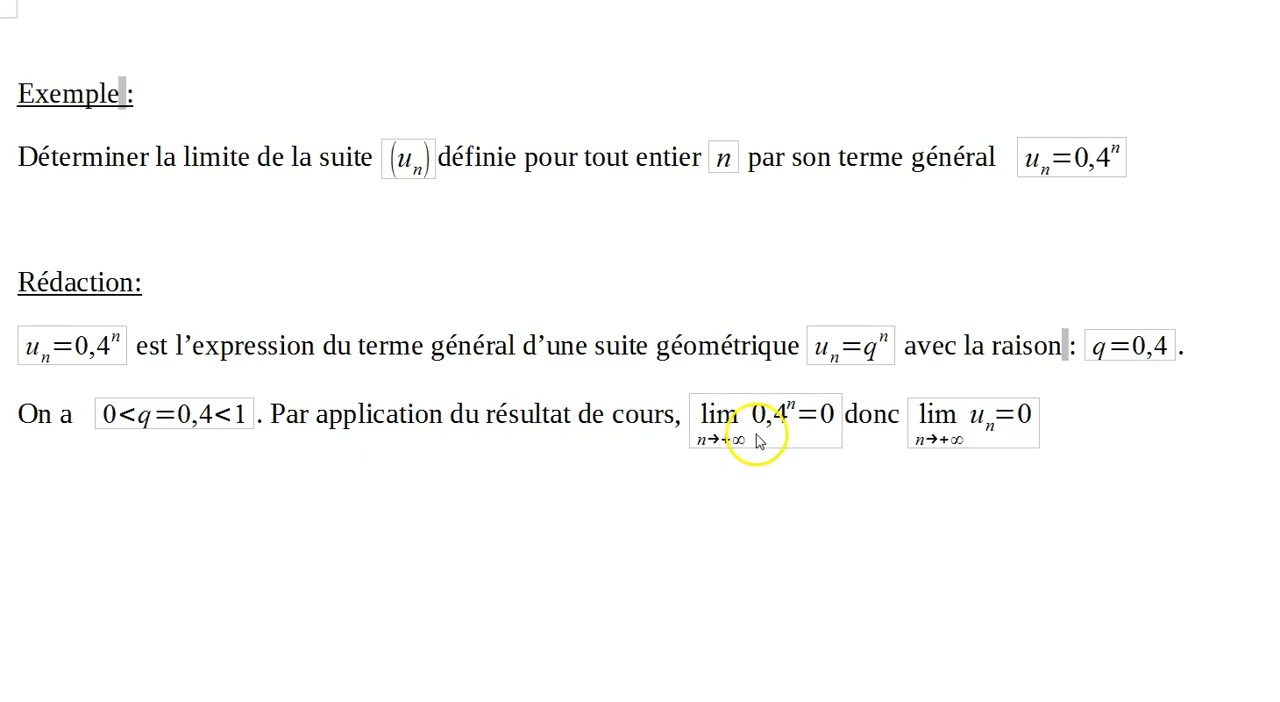 Exemple :
Déterminer la limite de la suite (uₙ) définie pour tout entier n par son terme général uₙ=0,4ⁿ
Rédaction:
uₙ=0,4ⁿ est l’expression du terme général d’une suite géométrique uₙ=qⁿ avec la raison : q=0,4 .
On a 0<q=0,4<1 . Par application du résultat de cours, lim n→+∞ 0,4ⁿ=0 donc lim n→+∞ uₙ=0